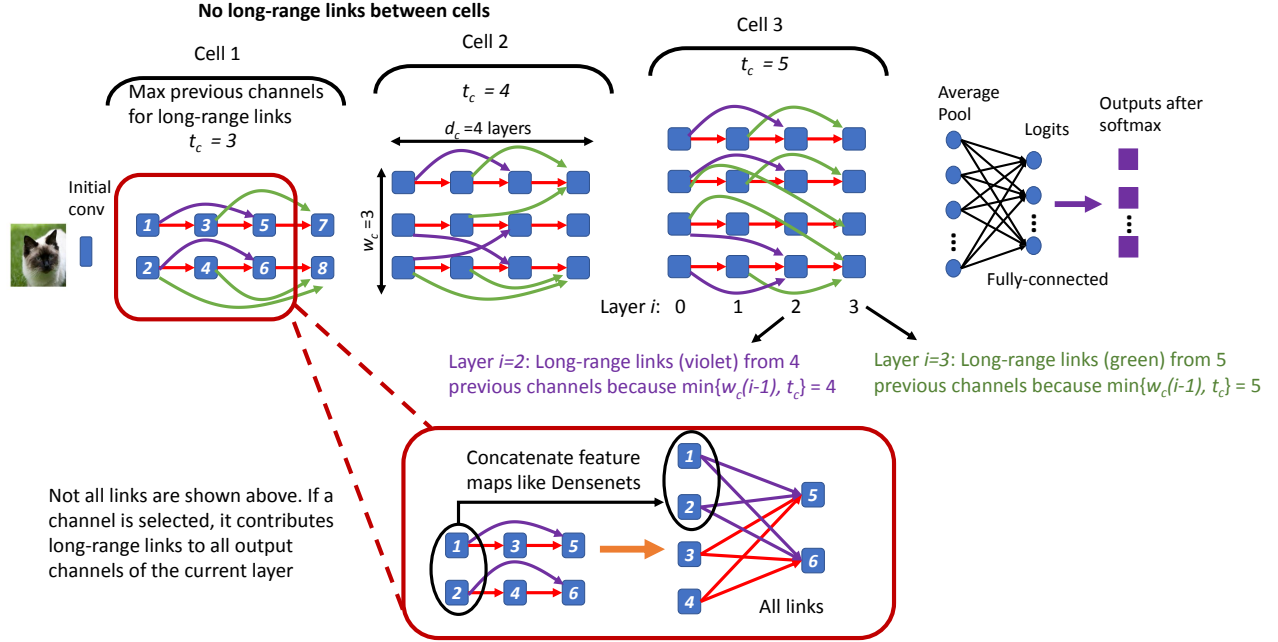 No long-range links between cells
Cell 1
Cell 2
Cell 3
Max previous channels
for long-range links
t_c = 3
t_c = 4
d_c =4 layers
w_c =3
t_c = 5
Initial
conv
1 3 5 7
2 4 6 8
Average
Pool
Logits
Outputs after
softmax
Fully-connected
Layer i: 0 1 2 3
Layer i=2: Long-range links (violet) from 4
previous channels because min{w_c(i-1), t_c} = 4
Layer i=3: Long-range links (green) from 5
previous channels because min{w_c(i-1), t_c} = 5
Not all links are shown above. If a
channel is selected, it contributes
long-range links to all output
channels of the current layer
Concatenate feature
maps like Densenets
1 3 5
2 4 6
1
2
3
4
5
6
All links